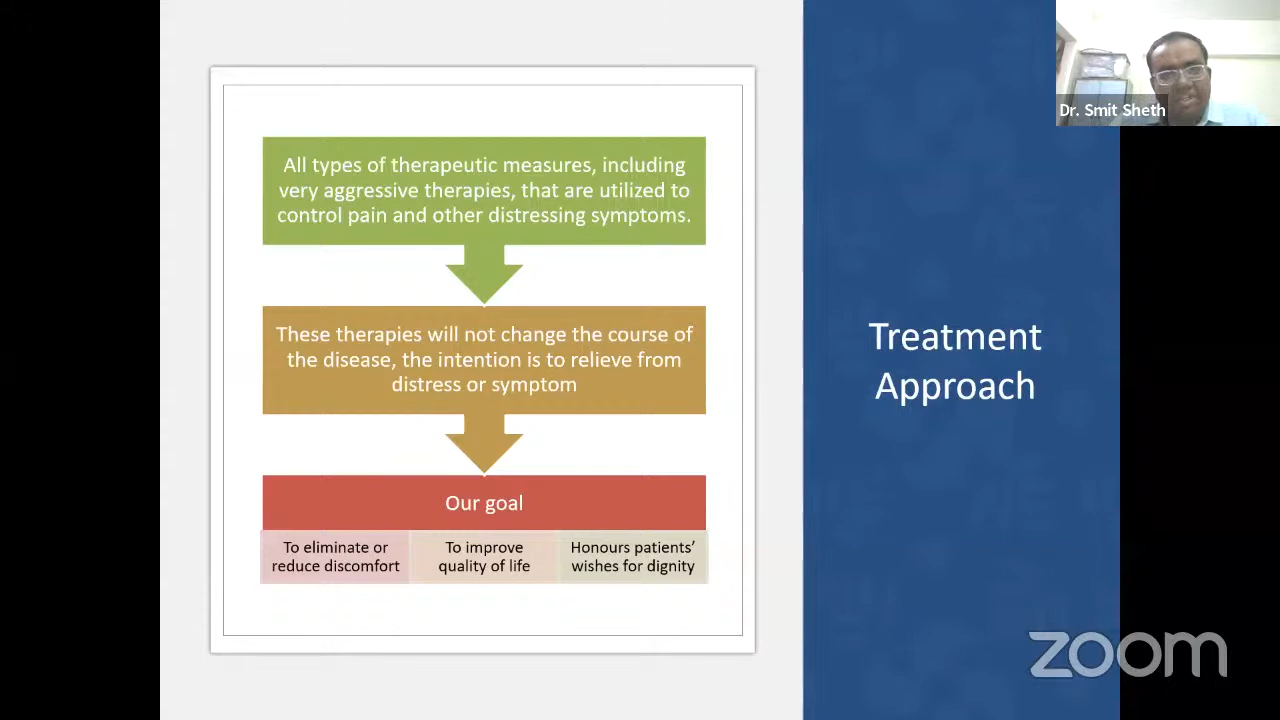 All types of therapeutic measures, including
very aggressive therapies, that are utilized to
control pain and other distressing symptoms.
These therapies will not change the course of
the disease, the intention is to relieve from
distress or symptom
Our goal
To eliminate or
reduce discomfort
To improve
quality of life
Honours patients’
wishes for dignity
Treatment
Approach
Dr. Smit Sheth
zoom